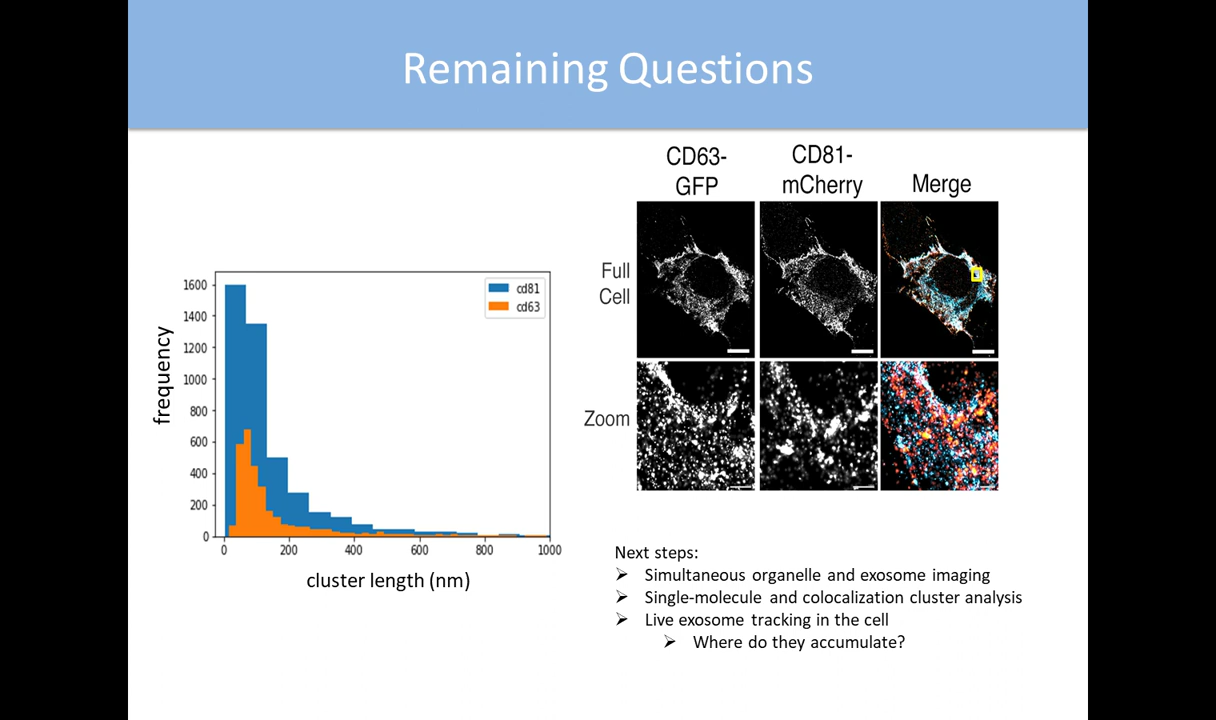 Remaining Questions
CD63-
GFP
CD81-
mCherry
Merge
Full
Cell
Zoom
frequency
1600
1400
1200
1000
800
600
400
200
0
cd81
cd63
0 200 400 600 800 1000
cluster length (nm)
Next steps:
➢ Simultaneous organelle and exosome imaging
➢ Single-molecule and colocalization cluster analysis
➢ Live exosome tracking in the cell
➢ Where do they accumulate?